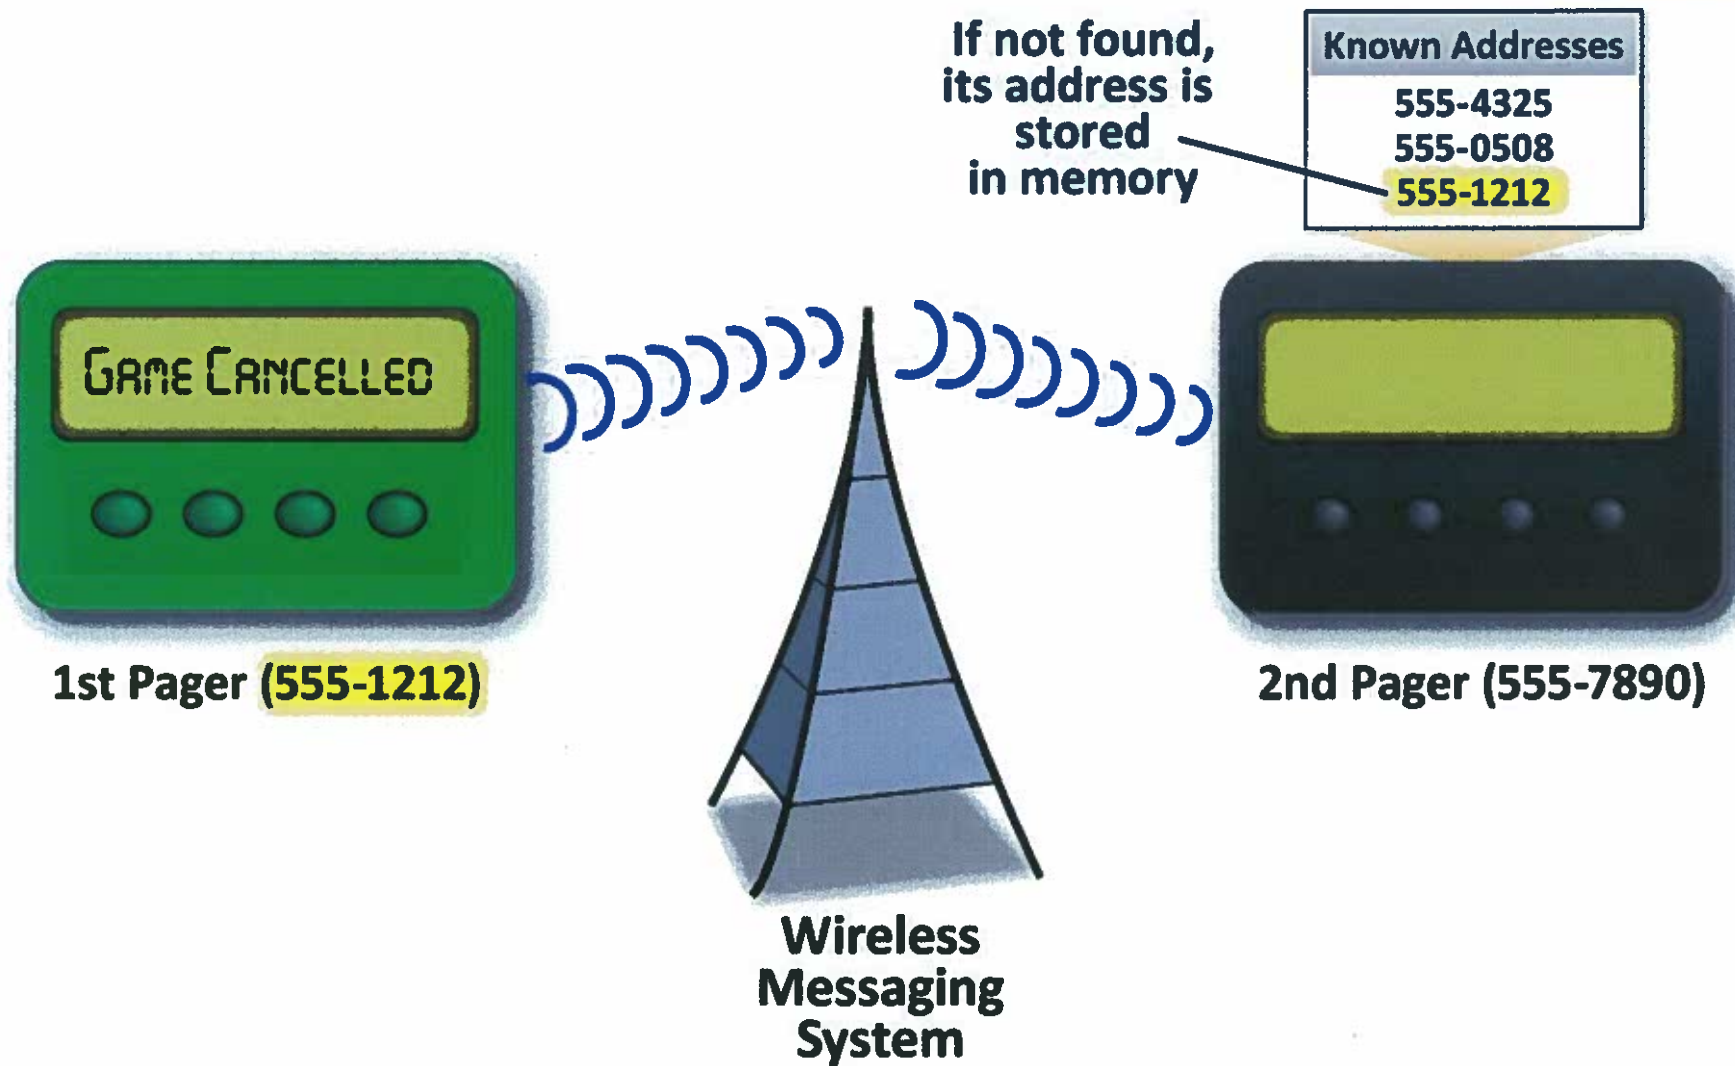 If not found,
its address is
stored
in memory
Known Addresses
555-4325
555-0508
555-1212
GAME CANCELLED
1st Pager (555-1212)
2nd Pager (555-7890)
Wireless
Messaging
System